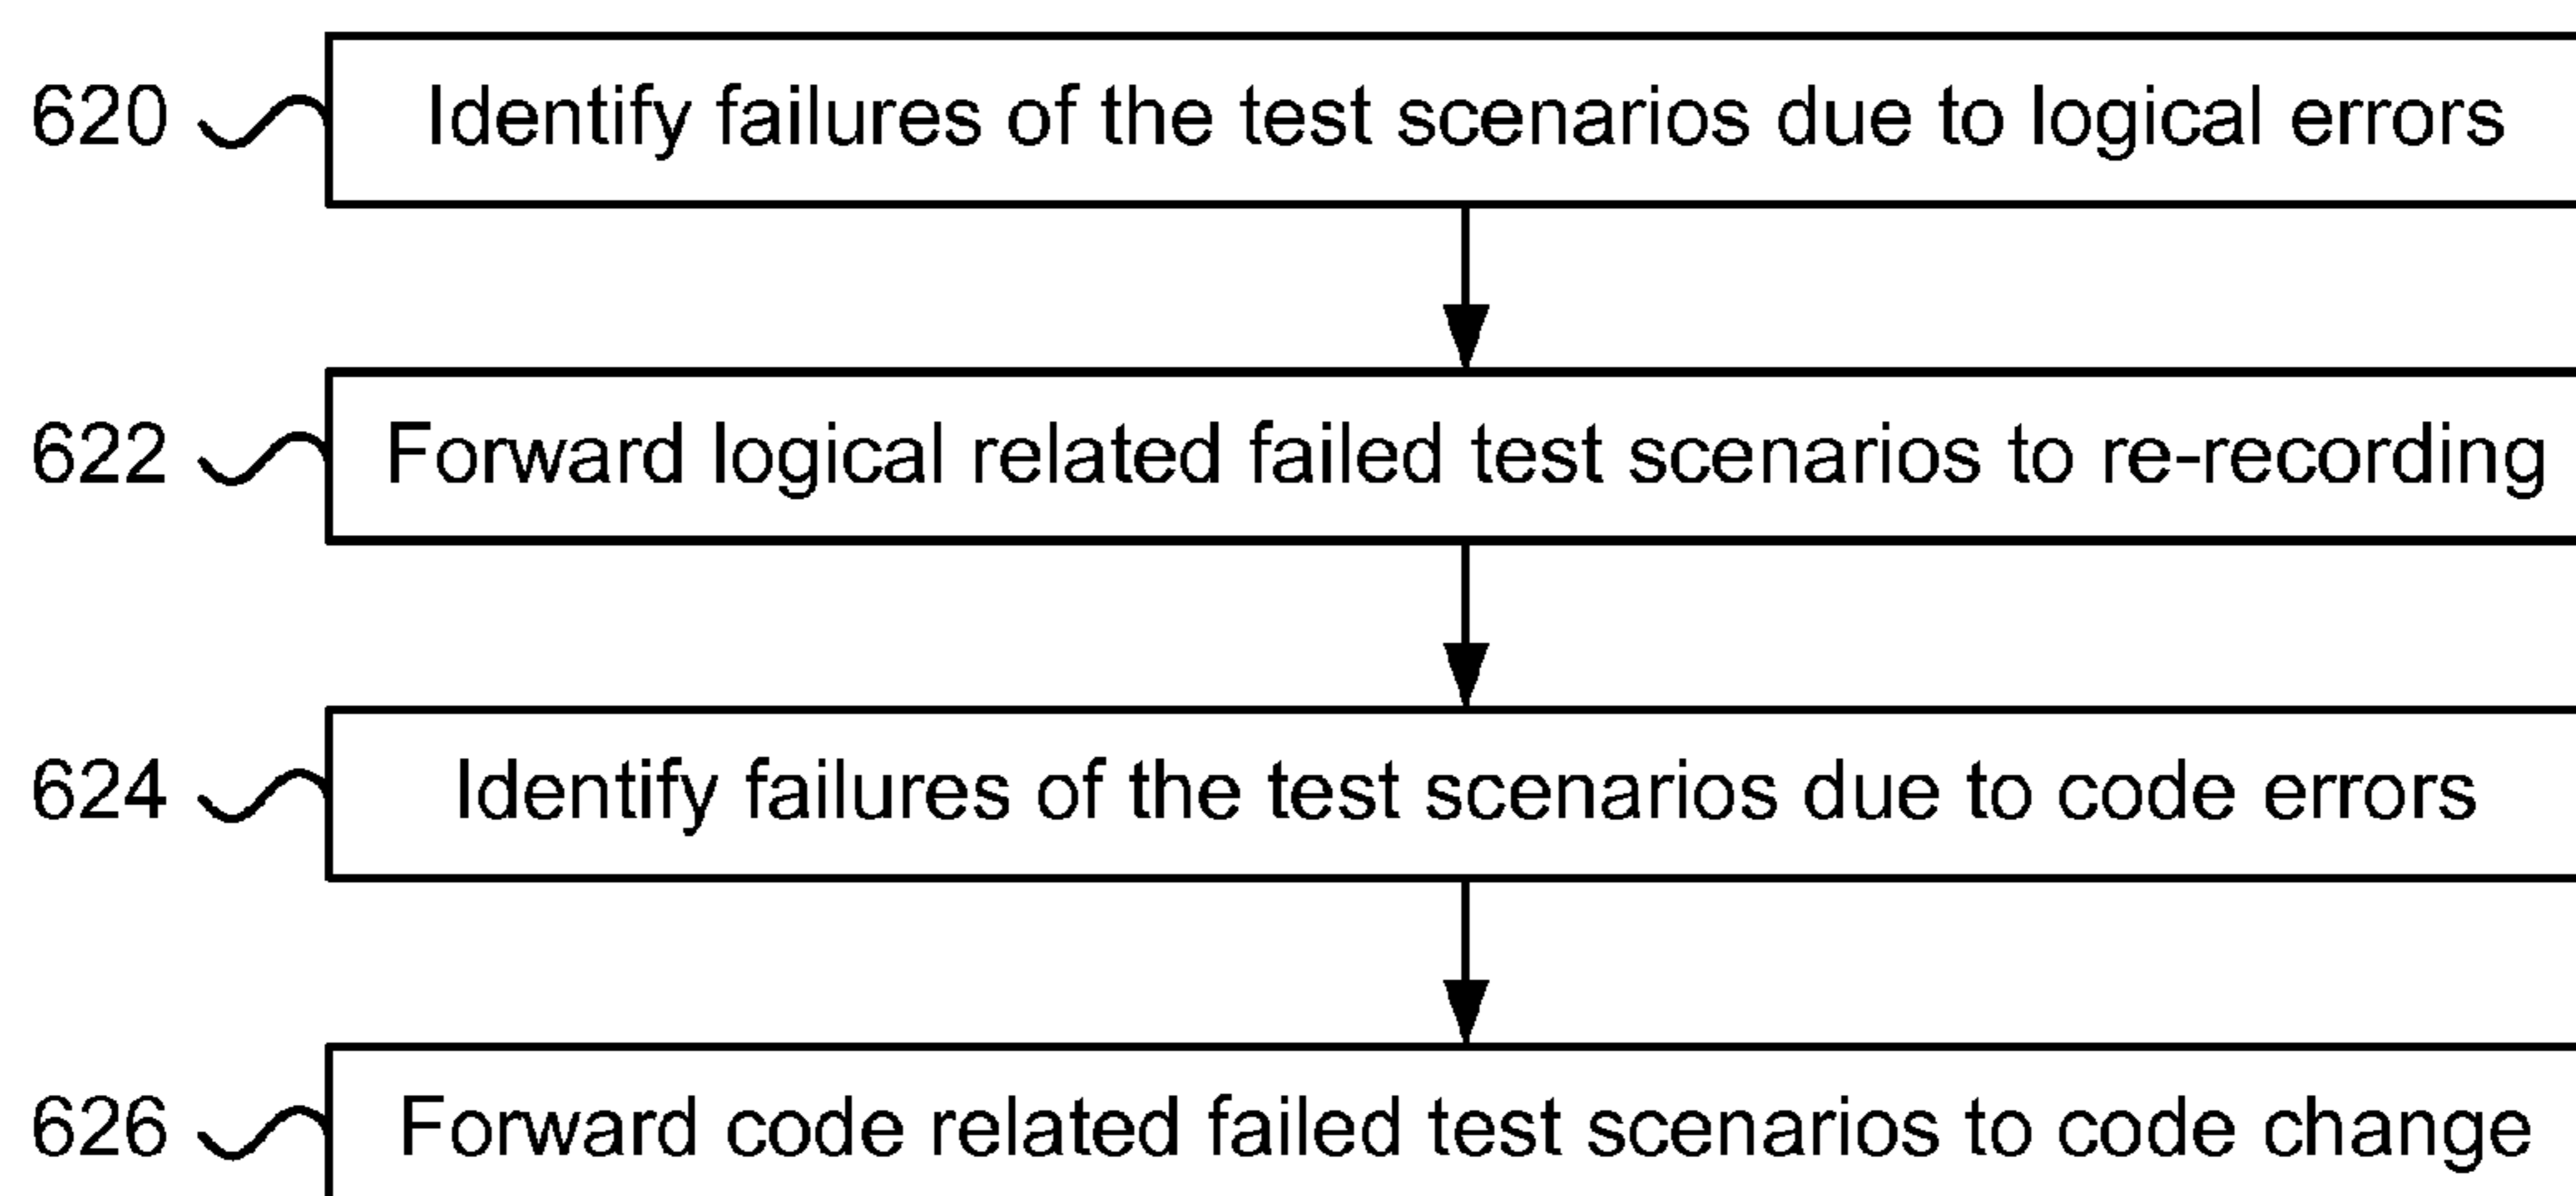 620 Identify failures of the test scenarios due to logical errors
622 Forward logical related failed test scenarios to re-recording
624 Identify failures of the test scenarios due to code errors
626 Forward code related failed test scenarios to code change